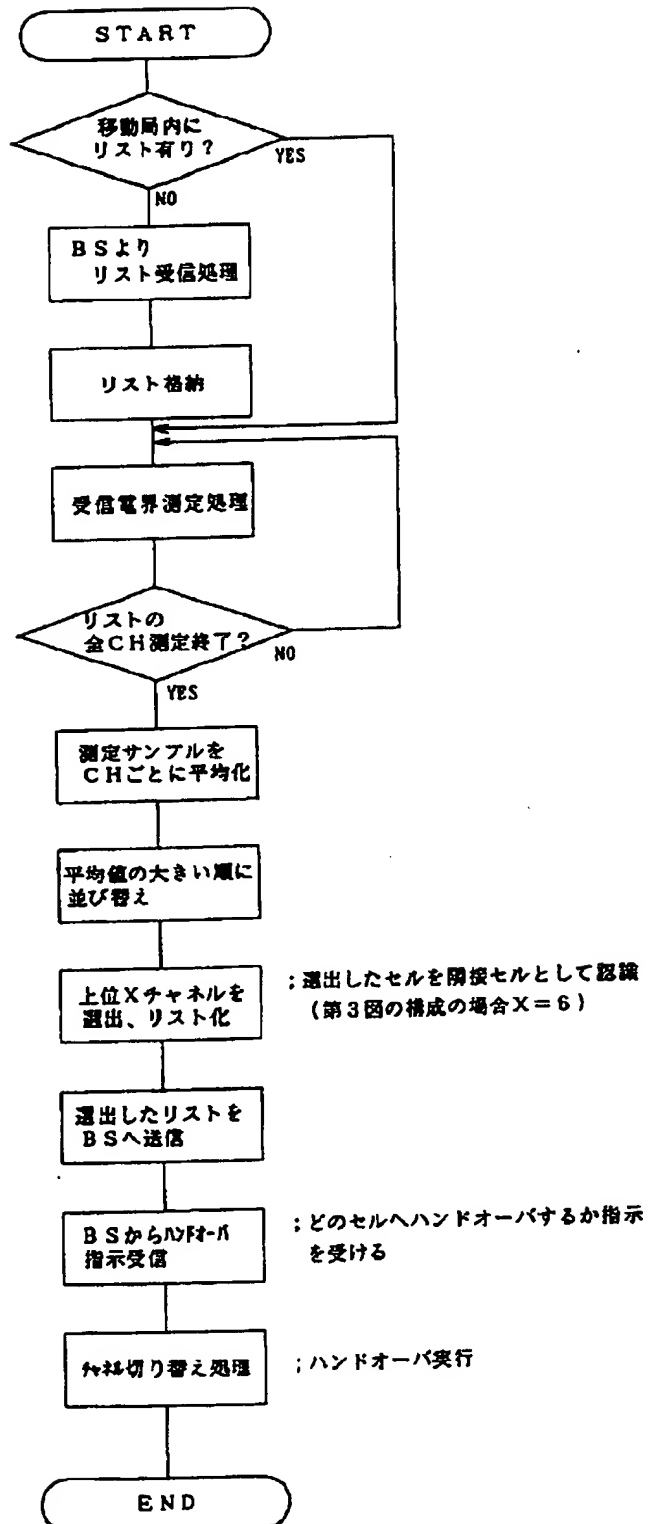 START
移動局内に
リスト有り?
YES
NO
BSより
リスト受信処理
リスト格納
受信電界測定処理
リストの
全CH測定終了?
NO
YES
測定サンプルを
CHごとに平均化
平均値の大きい順に
並び替え
上位Xチャネルを
選出、リスト化
;選出したセルを隣接セルとして認識
(第3図の構成の場合X=6)
選出したリストを
BSへ送信
BSからハンドオーバ
指示受信
;どのセルへハンドオーバするか指示
を受ける
チャネル切り替え処理
;ハンドオーバ実行
END